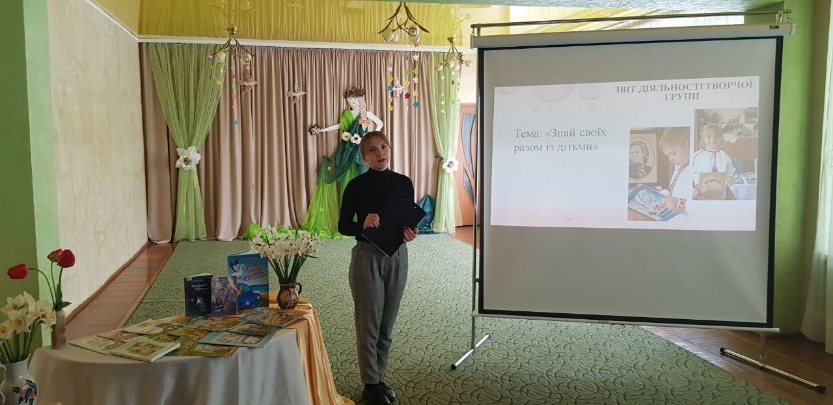 ЗВІТ ДІЯЛЬНОСТІ ТВОРЧОЇ
ГРУПИ
Тема: «Знай своїх
разом із дітьми»